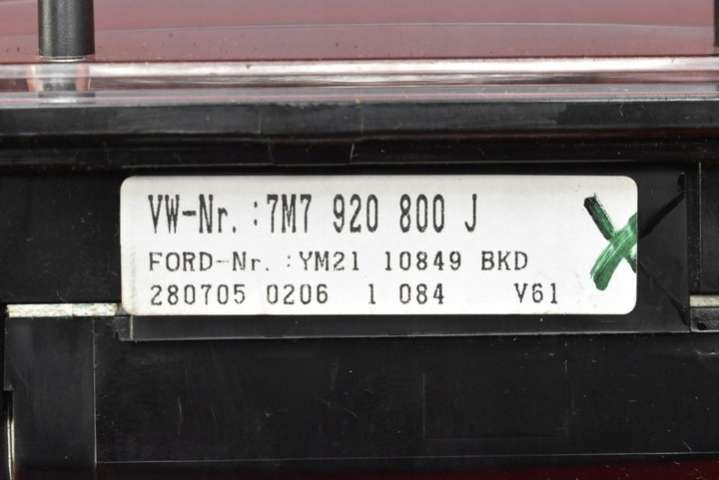 VW-Nr. :7M7 920 800 J
FORD-Nr. :YM21 10849 BKD
280705 0206 1 084 V61